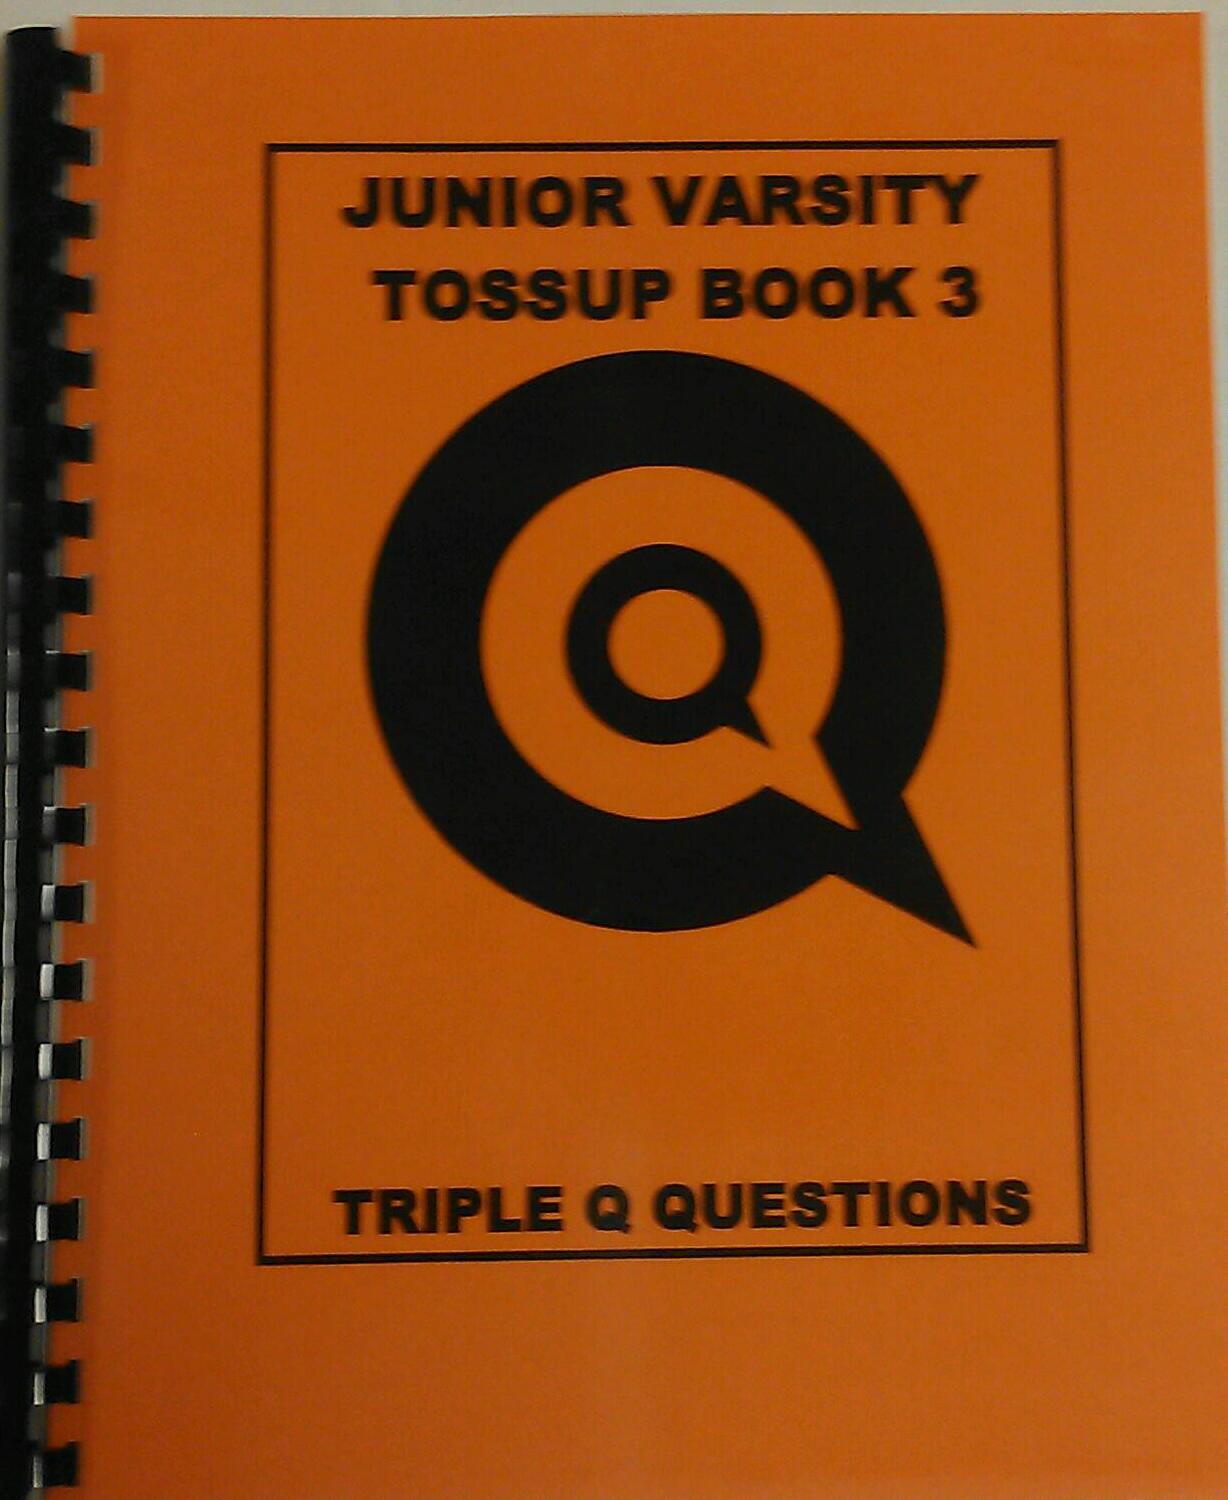 JUNIOR VARSITY
TOSSUP BOOK 3
TRIPLE Q QUESTIONS